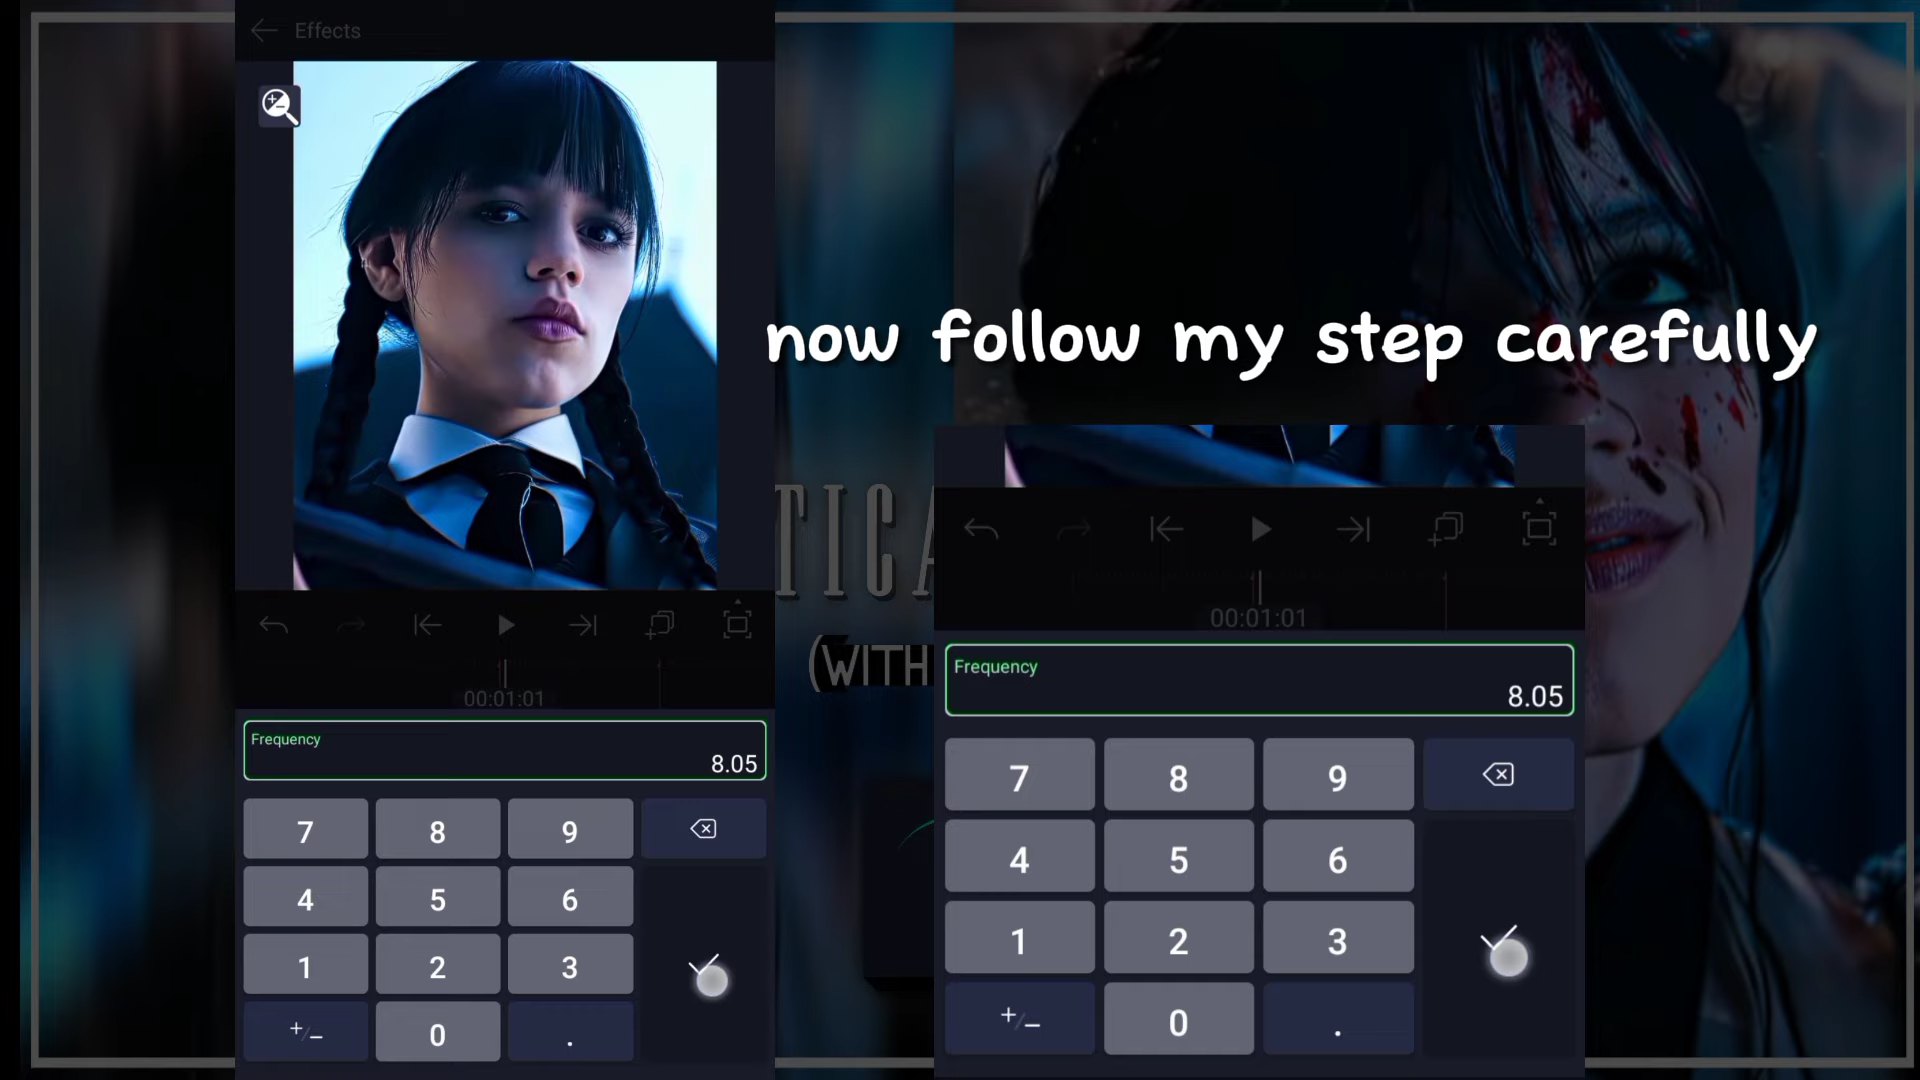 Effects
now follow my step carefully
TICA
(WITH
00:01:01
Frequency
8.05
7 8 9
4 5 6
1 2 3
+/- 0 .
00:01:01
Frequency
8.05
7 8 9
4 5 6
1 2 3
+/- 0 .